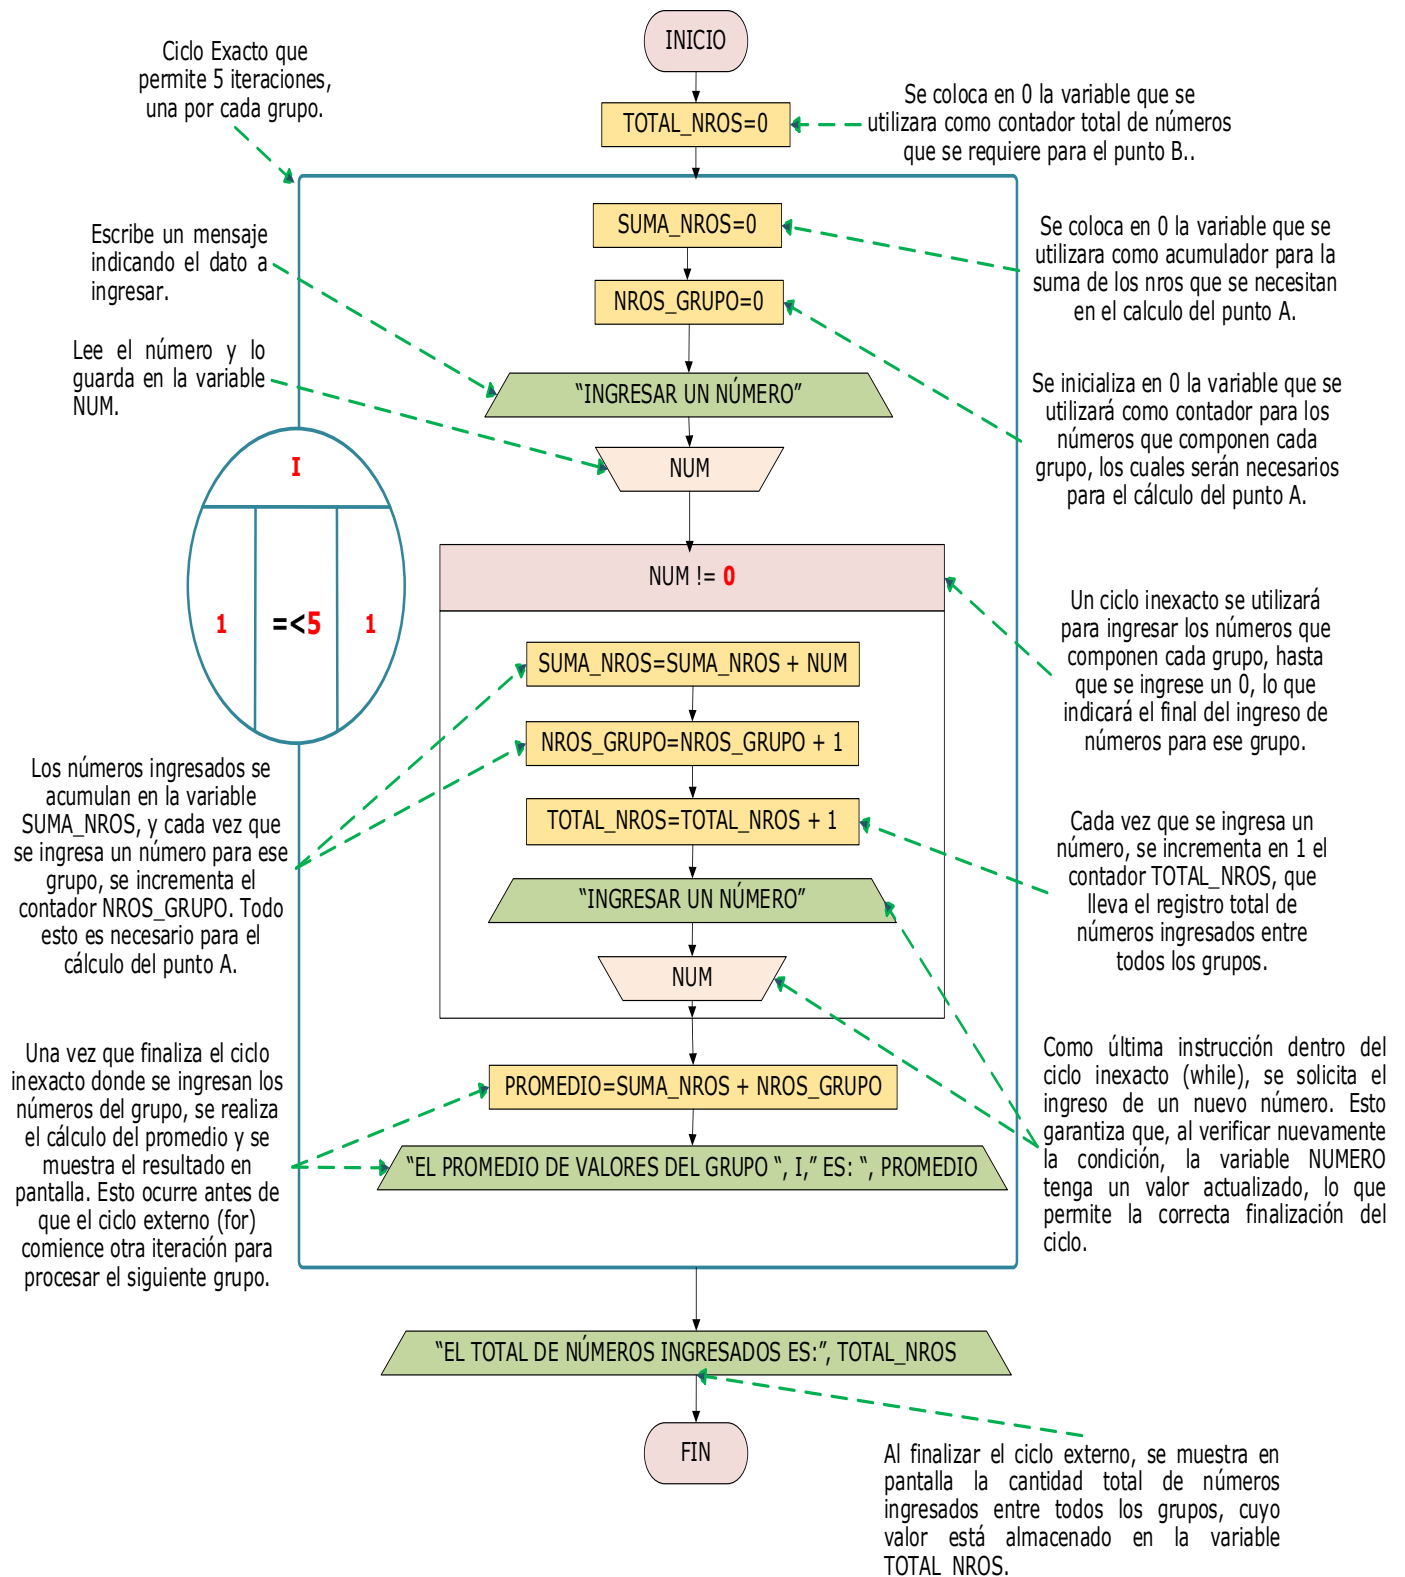 INICIO
Ciclo Exacto que
permite 5 iteraciones,
una por cada grupo.
TOTAL_NROS=0
Se coloca en 0 la variable que se
utilizara como contador total de números
que se requiere para el punto B..
SUMA_NROS=0
Se coloca en 0 la variable que se
utilizara como acumulador para la
suma de los nros que se necesitan
en el calculo del punto A.
Escribe un mensaje
indicando el dato a
ingresar.
NROS_GRUPO=0
Lee el número y lo
guarda en la variable
NUM.
"INGRESAR UN NÚMERO"
Se inicializa en 0 la variable que se
utilizará como contador para los
números que componen cada
grupo, los cuales serán necesarios
para el cálculo del punto A.
NUM
I
1 =<5 1
NUM != 0
Un ciclo inexacto se utilizará
para ingresar los números que
componen cada grupo, hasta
que se ingrese un 0, lo que
indicará el final del ingreso de
números para ese grupo.
SUMA_NROS=SUMA_NROS + NUM
NROS_GRUPO=NROS_GRUPO + 1
TOTAL_NROS=TOTAL_NROS + 1
Los números ingresados se
acumulan en la variable
SUMA_NROS, y cada vez que
se ingresa un número para ese
grupo, se incrementa el
contador NROS_GRUPO. Todo
esto es necesario para el
cálculo del punto A.
Cada vez que se ingresa un
número, se incrementa en 1 el
contador TOTAL_NROS, que
lleva el registro total de
números ingresados entre
todos los grupos.
"INGRESAR UN NÚMERO"
NUM
Una vez que finaliza el ciclo
inexacto donde se ingresan los
números del grupo, se realiza
el cálculo del promedio y se
muestra el resultado en
pantalla. Esto ocurre antes de
que el ciclo externo (for)
comience otra iteración para
procesar el siguiente grupo.
PROMEDIO=SUMA_NROS + NROS_GRUPO
"EL PROMEDIO DE VALORES DEL GRUPO “, I,” ES: “, PROMEDIO
Como última instrucción dentro del
ciclo inexacto (while), se solicita el
ingreso de un nuevo número. Esto
garantiza que, al verificar nuevamente
la condición, la variable NUMERO
tenga un valor actualizado, lo que
permite la correcta finalización del
ciclo.
"EL TOTAL DE NÚMEROS INGRESADOS ES:”, TOTAL_NROS
FIN
Al finalizar el ciclo externo, se muestra en
pantalla la cantidad total de números
ingresados entre todos los grupos, cuyo
valor está almacenado en la variable
TOTAL NROS.